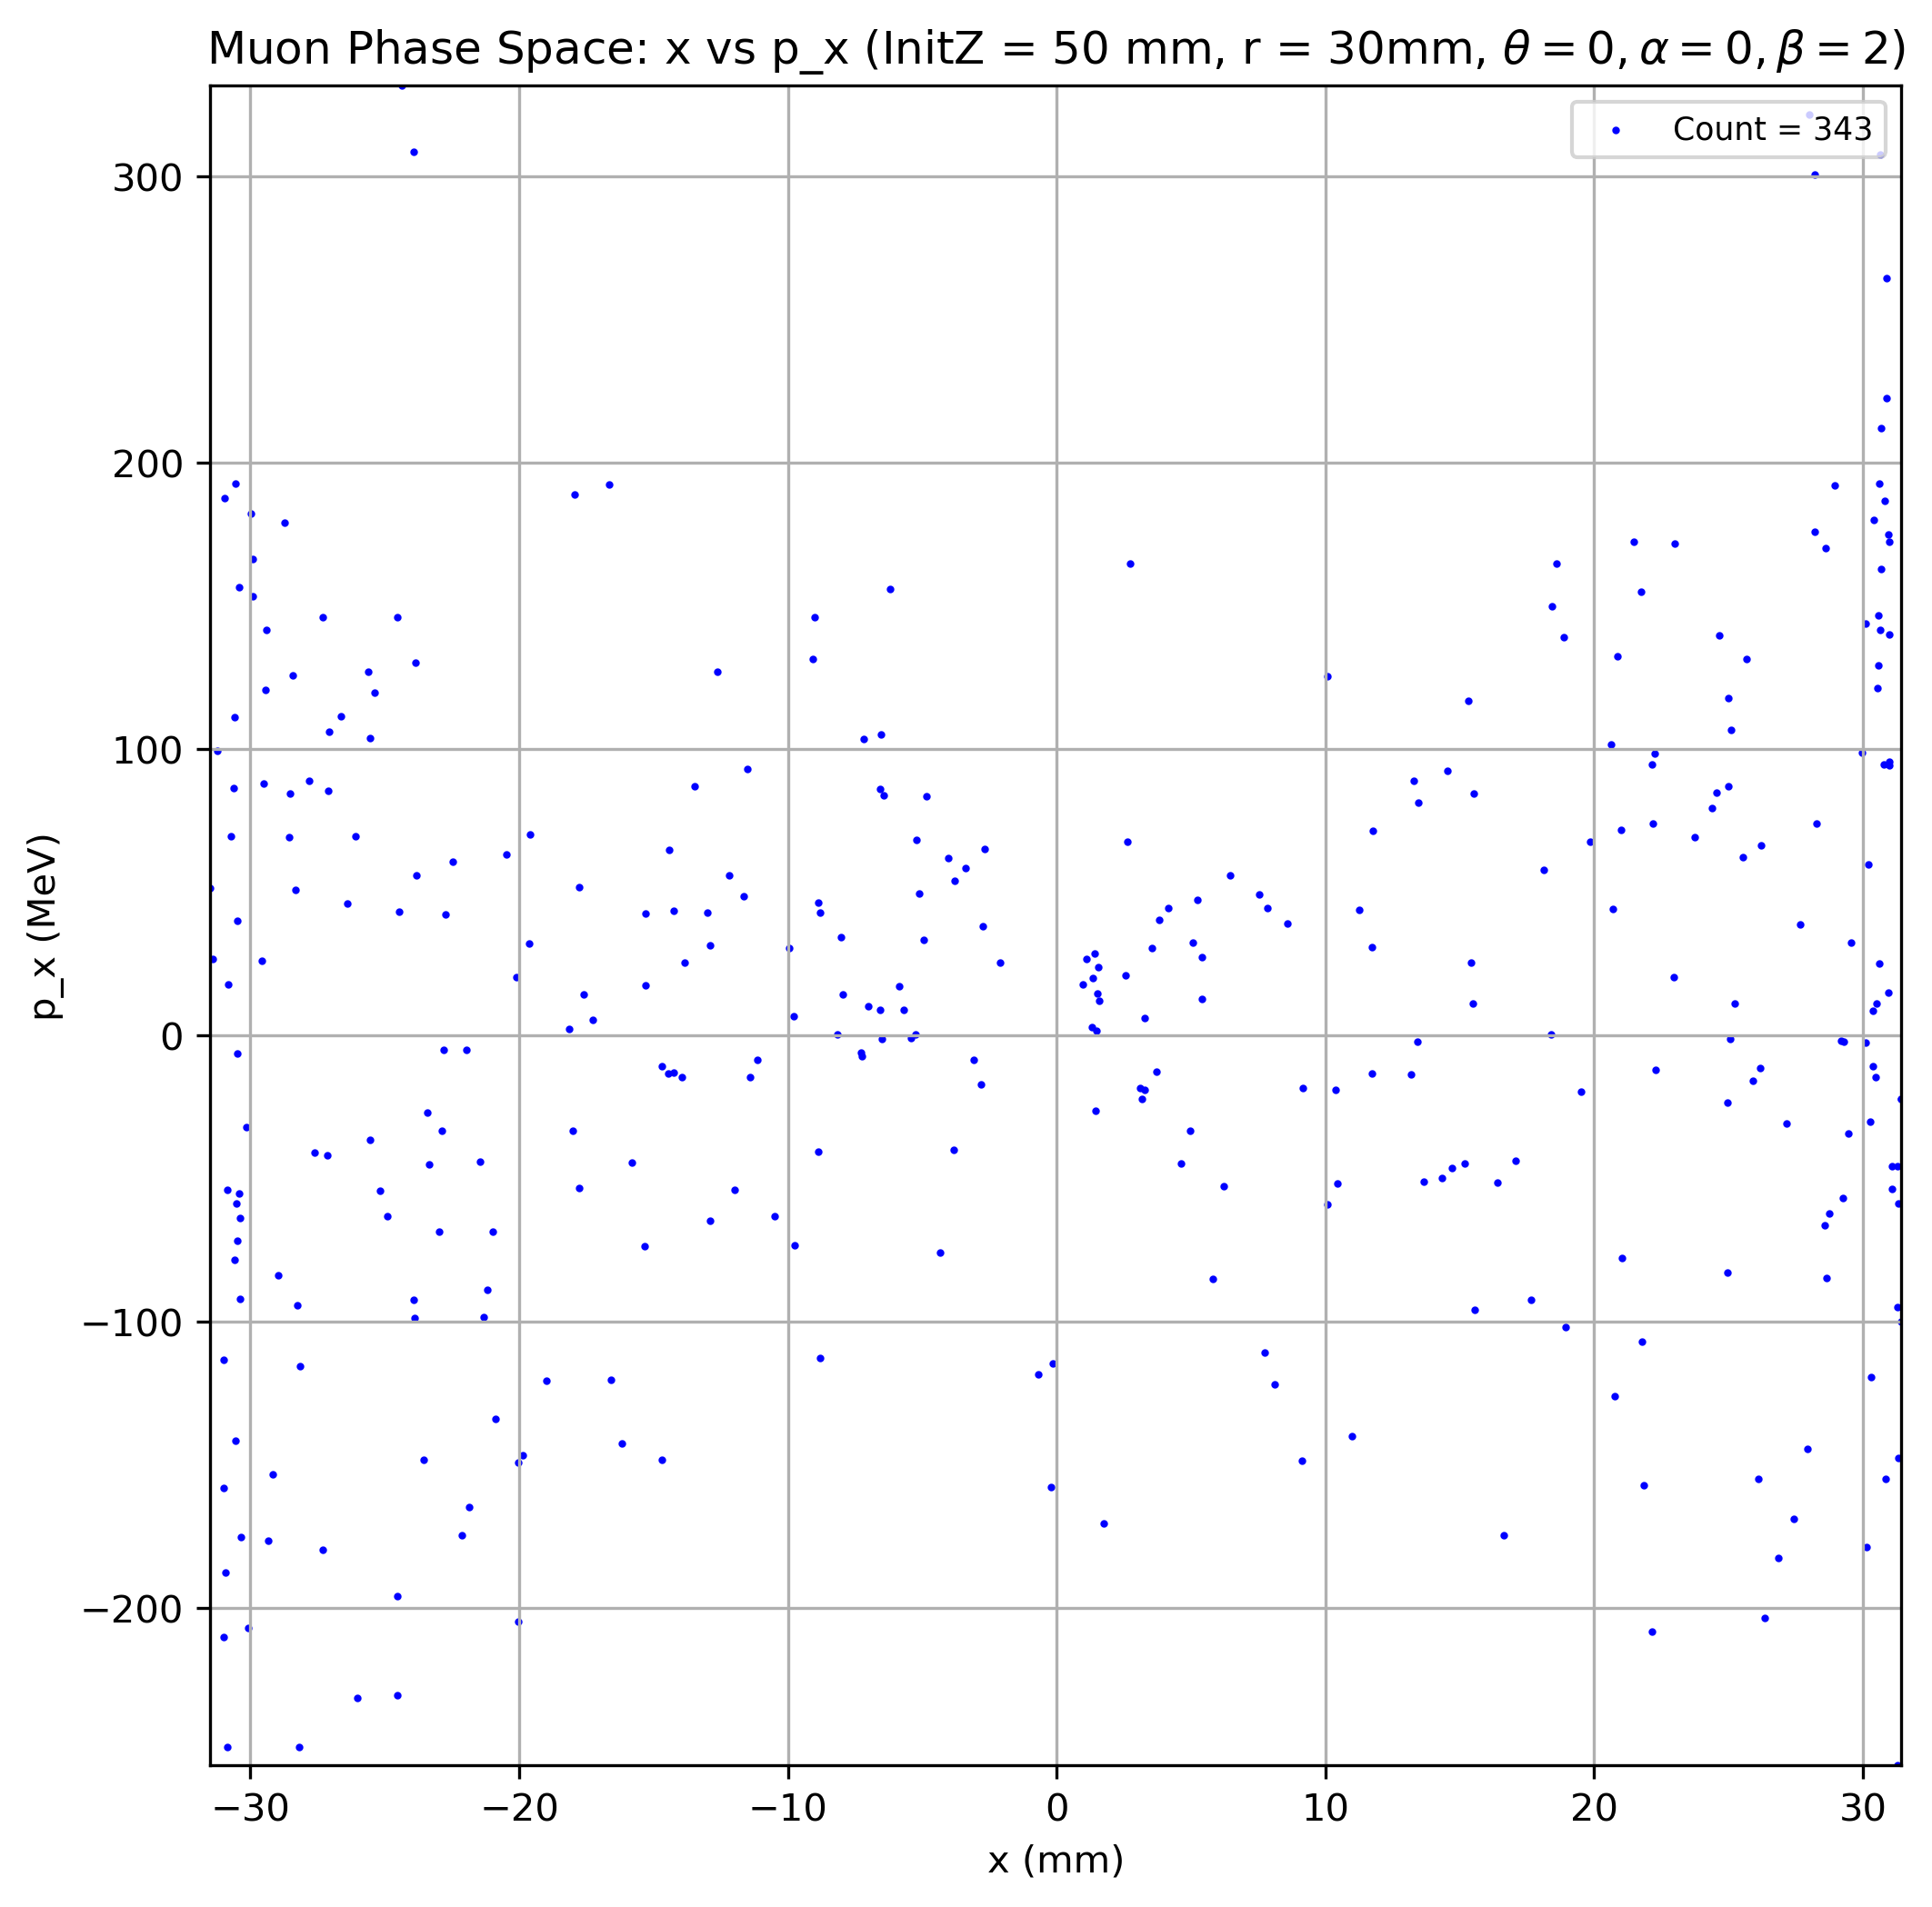 Muon Phase Space: x vs p_x (InitZ = 50 mm, r = 30mm, θ = 0, α = 0, β = 2)
Count = 343
300
200
100
0
−100
−200
p_x (MeV)
−30 −20 −10 0 10 20 30
x (mm)